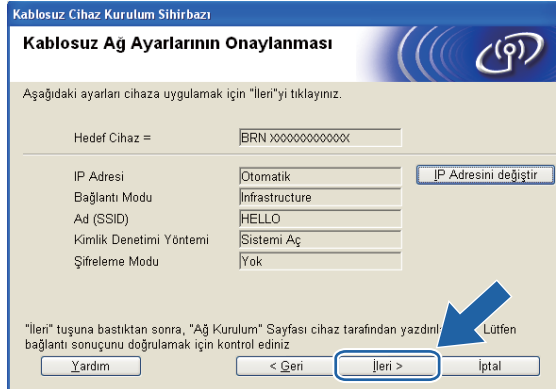 Kablosuz Cihaz Kurulum Sihirbazı
Kablosuz Ağ Ayarlarının Onaylanması
Aşağıdaki ayarları cihaza uygulamak için "İleri"yi tıklayınız.
Hedef Cihaz = BRN XXXXXXXXXXXX
IP Adresi Otomatik IP Adresini değiştir
Bağlantı Modu Infrastructure
Ad (SSID) HELLO
Kimlik Denetimi Yöntemi Sistemi Aç
Şifreleme Modu Yok
"İleri" tuşuna bastıktan sonra, "Ağ Kurulum" Sayfası cihaz tarafından Lütfen
bağlantı sonuçunu doğrulamak için kontrol ediniz
Yardım < Geri İleri > İptal